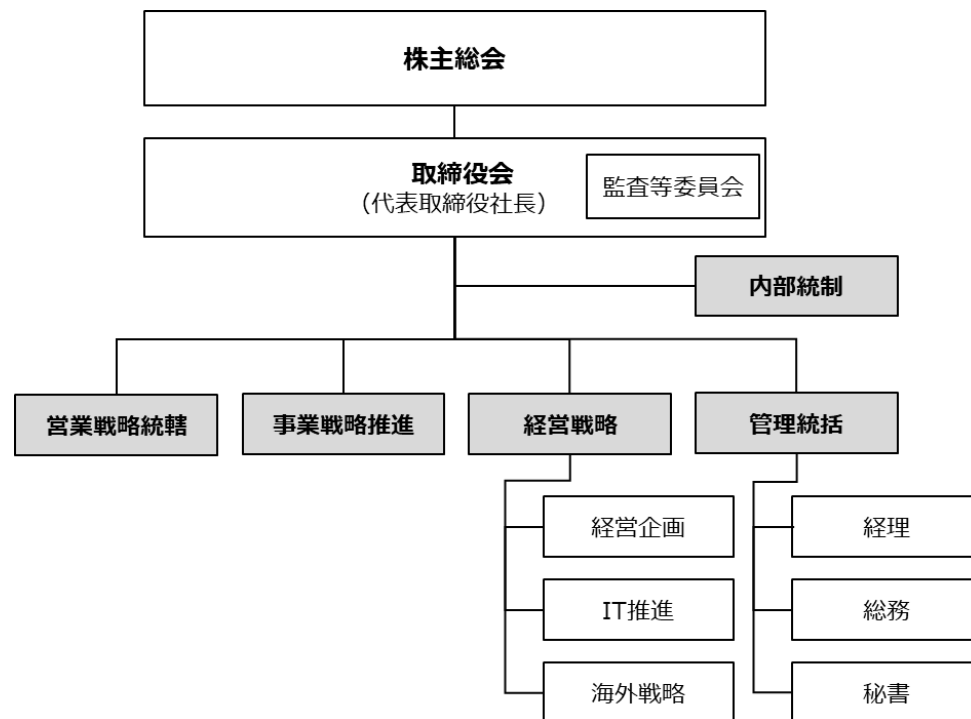 株主総会
取締役会
（代表取締役社長）
監査等委員会
内部統制
営業戦略統轄
事業戦略推進
経営戦略
管理統括
経営企画
経理
IT推進
総務
海外戦略
秘書